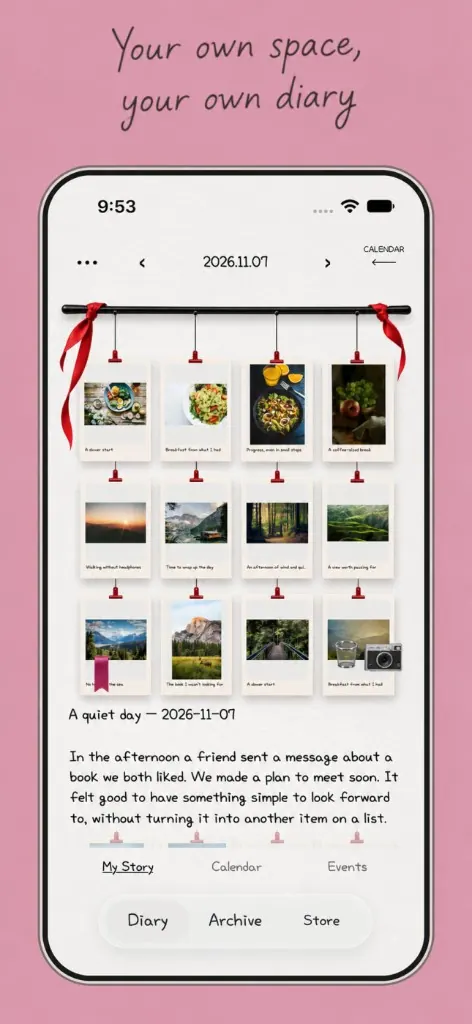 Your own space,
your own diary
9:53
CALENDAR
2026.11.07
A slower start
Breakfast from what I had
Progress, even in small steps
A coffee-sized break
Walking without headphones
Time to wrap up the day
An afternoon of wind and qui..
A view worth pausing for
the sea
The book I wasn't looking for
A slower start
Breakfast from what I had
A quiet day — 2026-11-07
In the afternoon a friend sent a message about a
book we both liked. We made a plan to meet soon. It
felt good to have something simple to look forward
to, without turning it into another item on a list.
My Story Calendar Events
Diary Archive Store